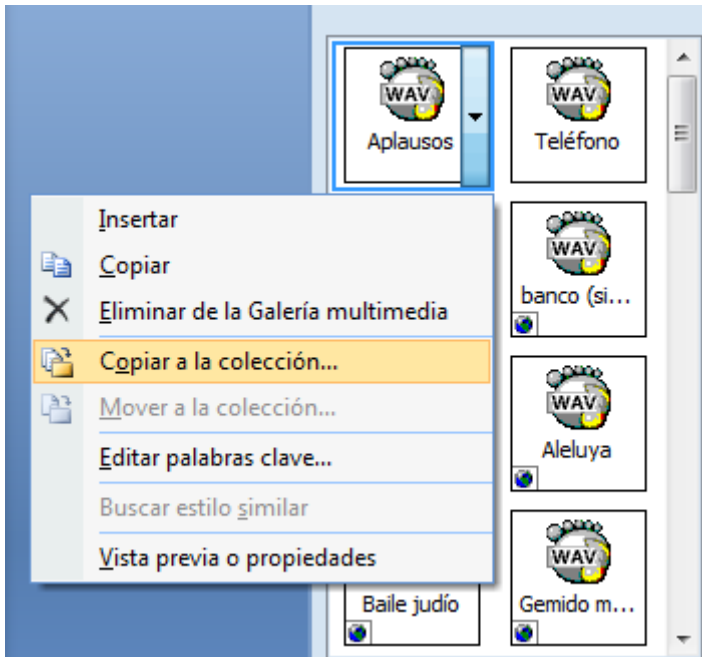 WAV
Aplausos
WAV
Teléfono
Insertar
Copiar
Eliminar de la Galería multimedia
Copiar a la colección...
Mover a la colección...
Editar palabras clave...
Buscar estilo similar
Vista previa o propiedades
WAV
banco (si...
WAV
Aleluya
Baile judío
WAV
Gemido m...